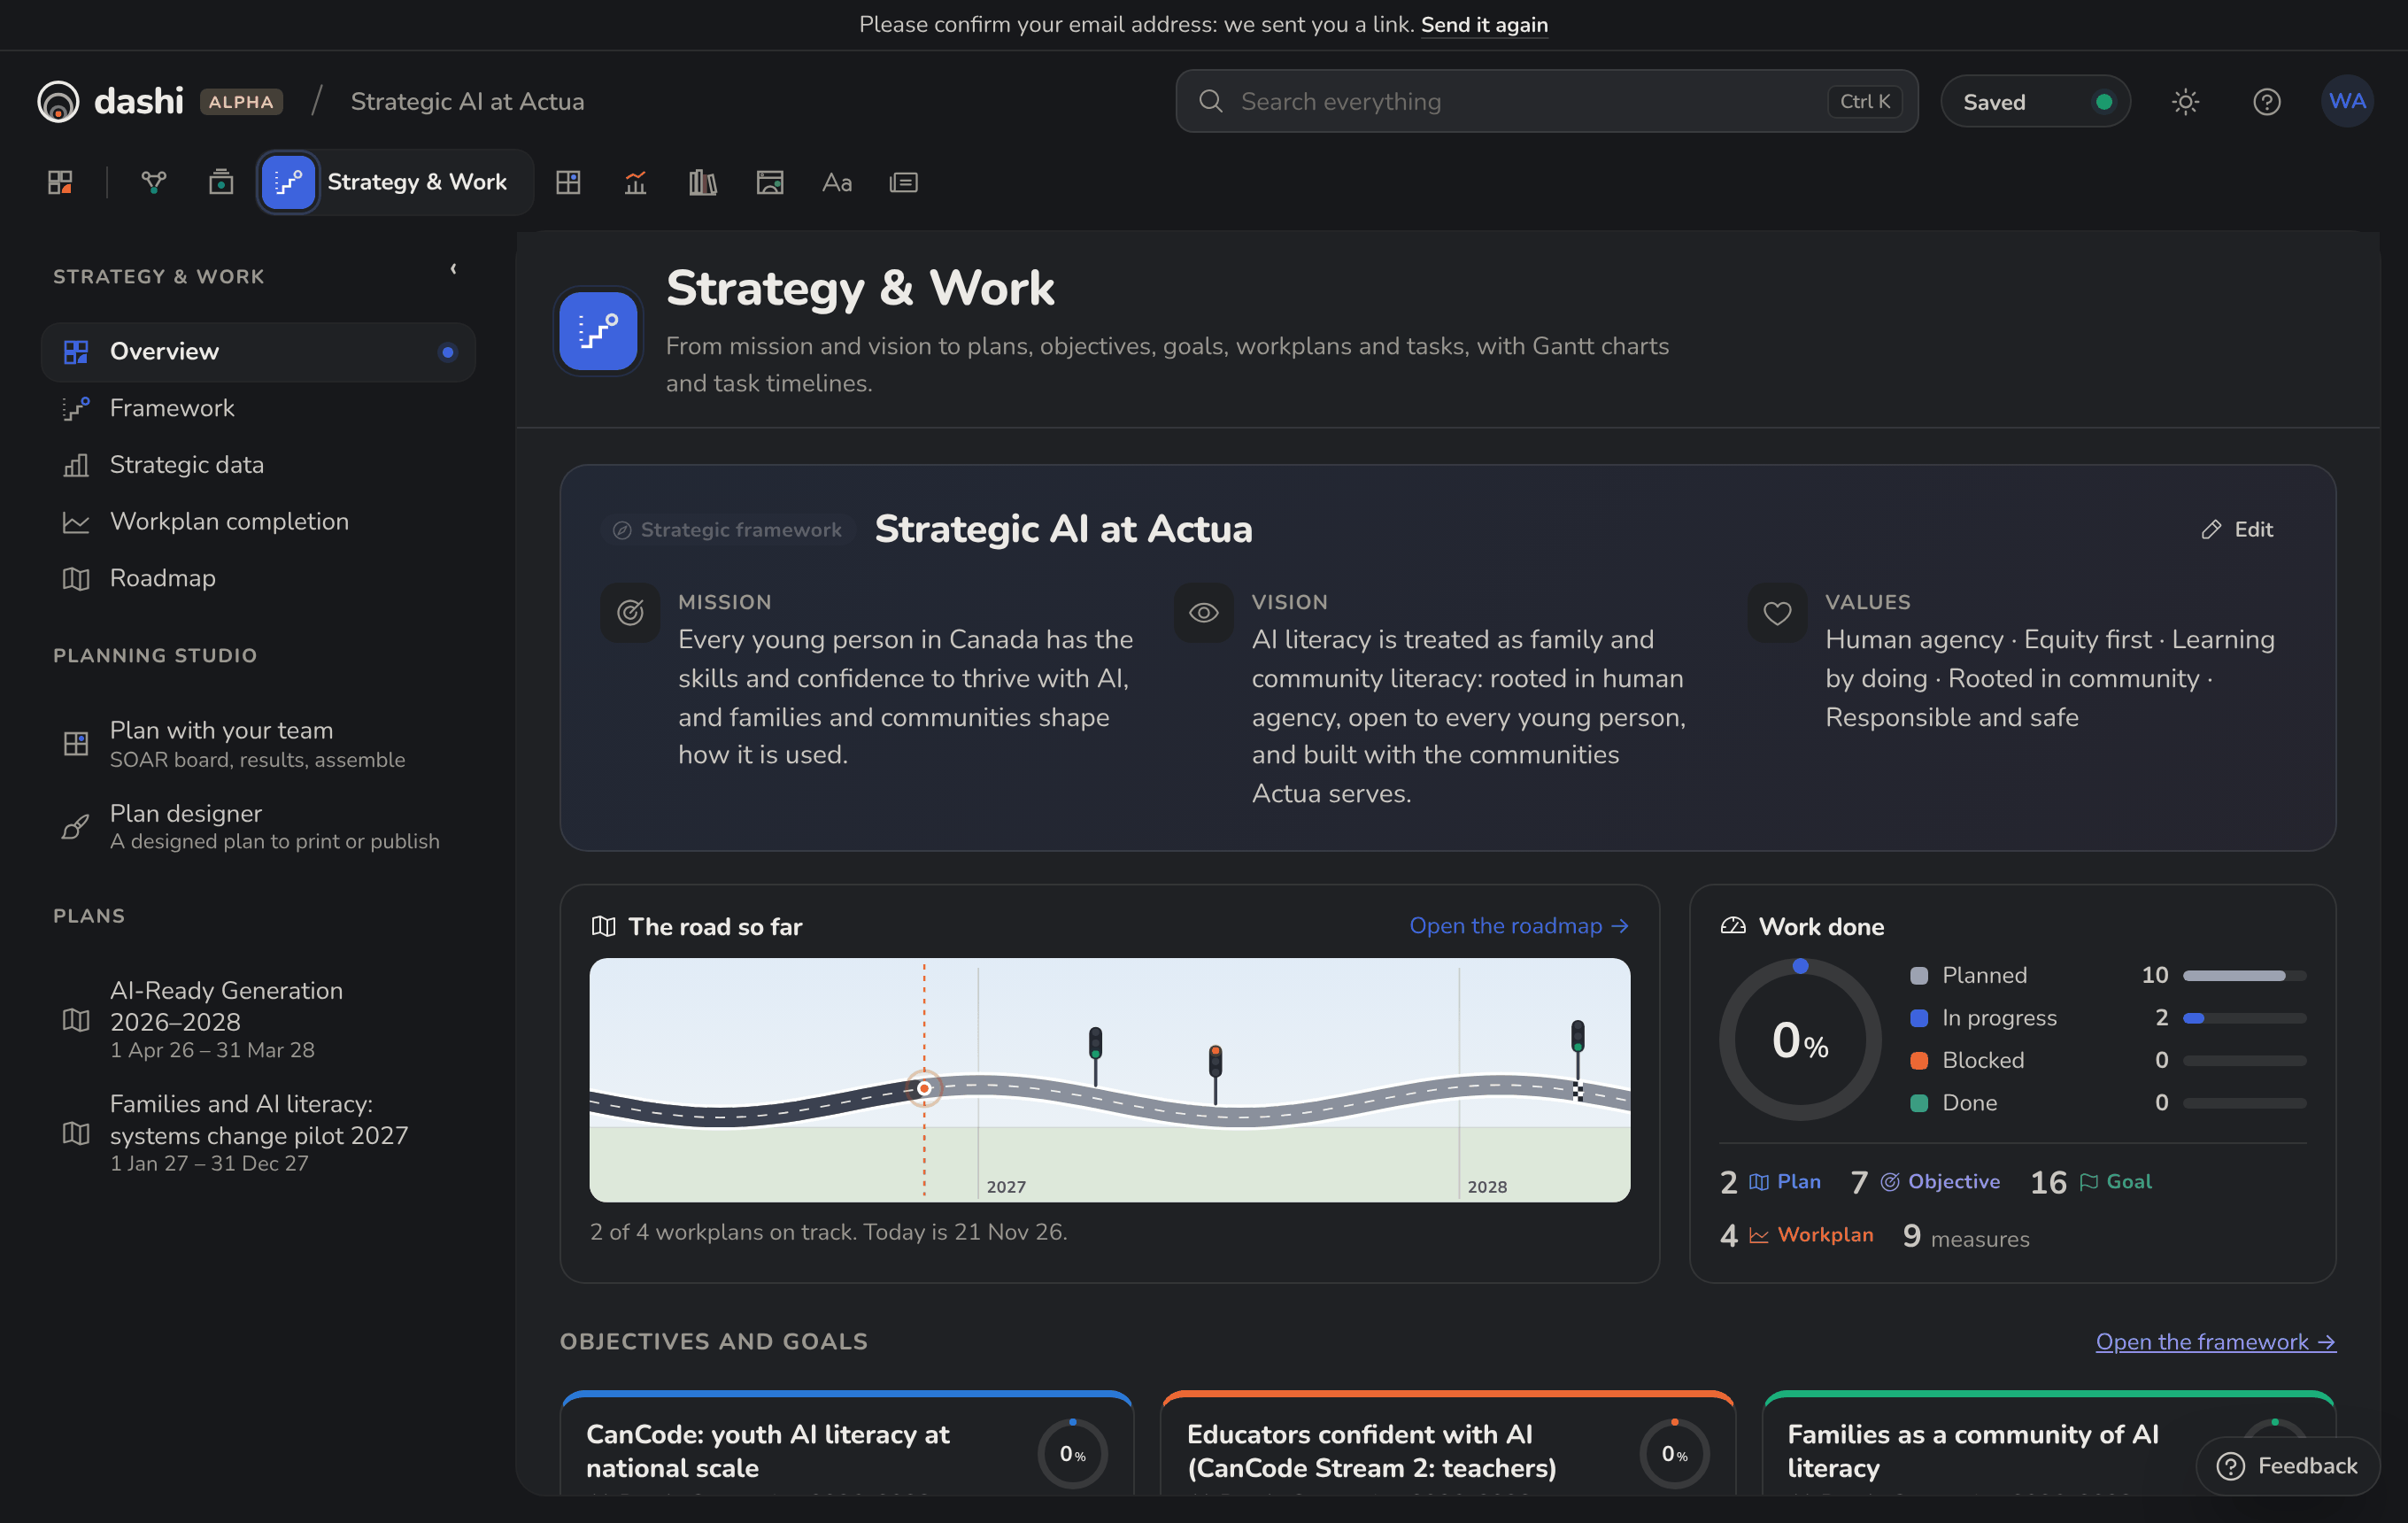 Please confirm your email address: we sent you a link. Send it again
dashi ALPHA / Strategic AI at Actua
Search everything Ctrl K
Saved
WA
Strategy & Work
Aa
STRATEGY & WORK
Overview
Framework
Strategic data
Workplan completion
Roadmap
PLANNING STUDIO
Plan with your team
SOAR board, results, assemble
Plan designer
A designed plan to print or publish
PLANS
AI-Ready Generation
2026–2028
1 Apr 26 – 31 Mar 28
Families and AI literacy:
systems change pilot 2027
1 Jan 27 – 31 Dec 27
Strategy & Work
From mission and vision to plans, objectives, goals, workplans and tasks, with Gantt charts
and task timelines.
Strategic framework
Strategic AI at Actua
Edit
MISSION
Every young person in Canada has the
skills and confidence to thrive with AI,
and families and communities shape
how it is used.
VISION
AI literacy is treated as family and
community literacy: rooted in human
agency, open to every young person,
and built with the communities
Actua serves.
VALUES
Human agency · Equity first · Learning
by doing · Rooted in community ·
Responsible and safe
The road so far
Open the roadmap →
2027
2028
2 of 4 workplans on track. Today is 21 Nov 26.
Work done
0%
Planned 10
In progress 2
Blocked 0
Done 0
2 Plan 7 Objective 16 Goal
4 Workplan 9 measures
OBJECTIVES AND GOALS
Open the framework →
CanCode: youth AI literacy at
national scale
0%
Educators confident with AI
(CanCode Stream 2: teachers)
0%
Families as a community of AI
literacy
Feedback